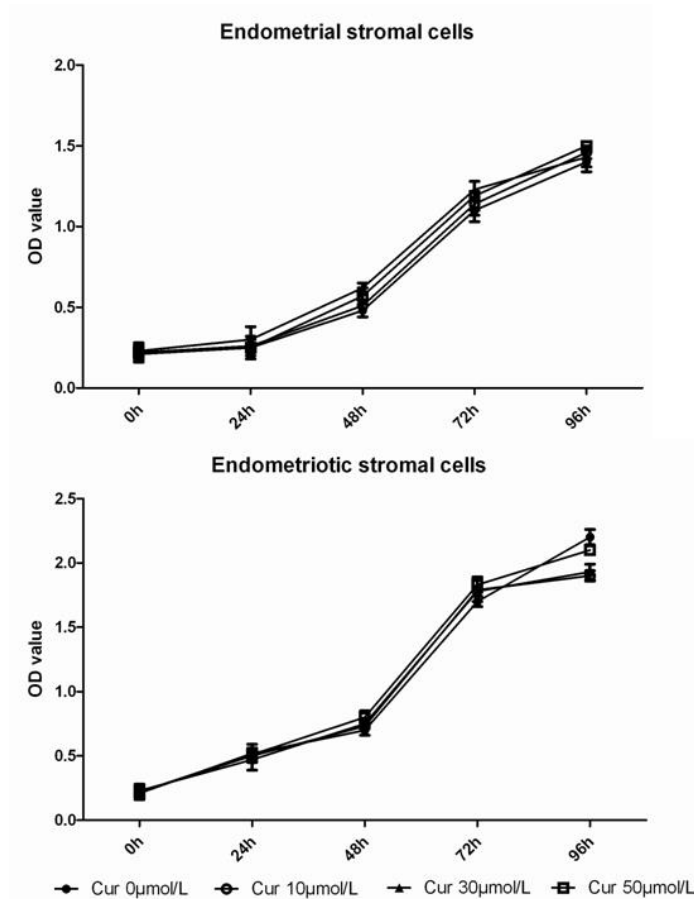 Endometrial stromal cells
2.0
1.5
1.0
0.5
0.0
OD value
0h 24h 48h 72h 96h
Endometriotic stromal cells
2.5
2.0
1.5
1.0
0.5
0.0
OD value
0h 24h 48h 72h 96h
Cur 0μmol/L Cur 10μmol/L Cur 30μmol/L Cur 50μmol/L